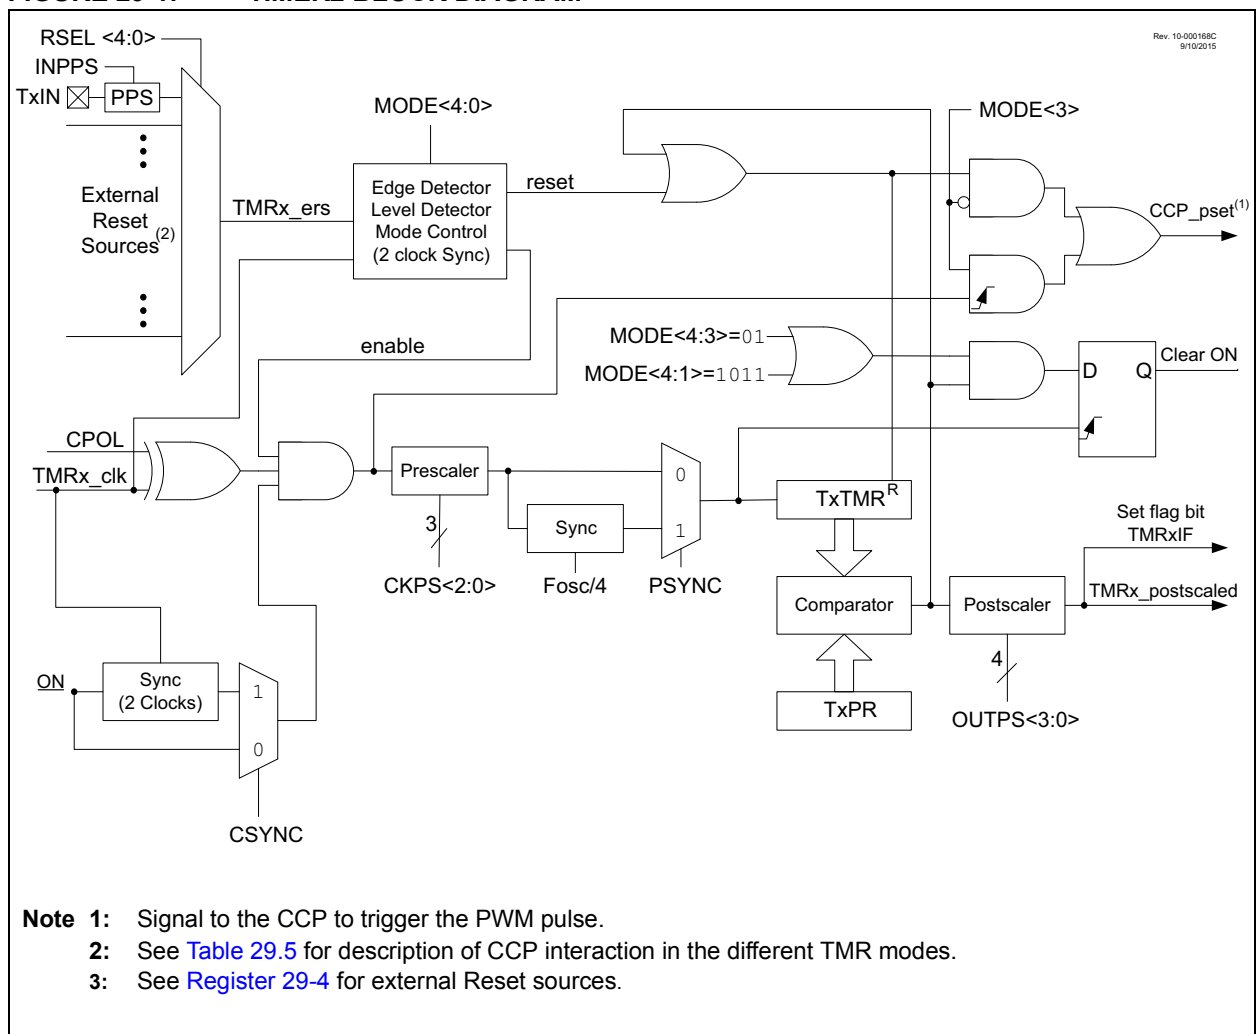 Rev. 10-000168C
9/10/2015
RSEL <4:0>
INPPS
TxIN
PPS
MODE<4:0>
MODE<3>
External
Reset
Sources(2)
TMRx_ers
Edge Detector
Level Detector
Mode Control
(2 clock Sync)
reset
CCP_pset(1)
enable
MODE<4:3>=01
MODE<4:1>=1011
D
Q
Clear ON
CPOL
TMRx_clk
Prescaler
3
CKPS<2:0>
Sync
Fosc/4
0
1
PSYNC
TxTMR
R
Set flag bit
TMRxIF
Comparator
Postscaler
TMRx_postscaled
4
OUTPS<3:0>
TxPR
ON
Sync
(2 Clocks)
1
0
CSYNC
Note 1: Signal to the CCP to trigger the PWM pulse.
2: See Table 29.5 for description of CCP interaction in the different TMR modes.
3: See Register 29-4 for external Reset sources.